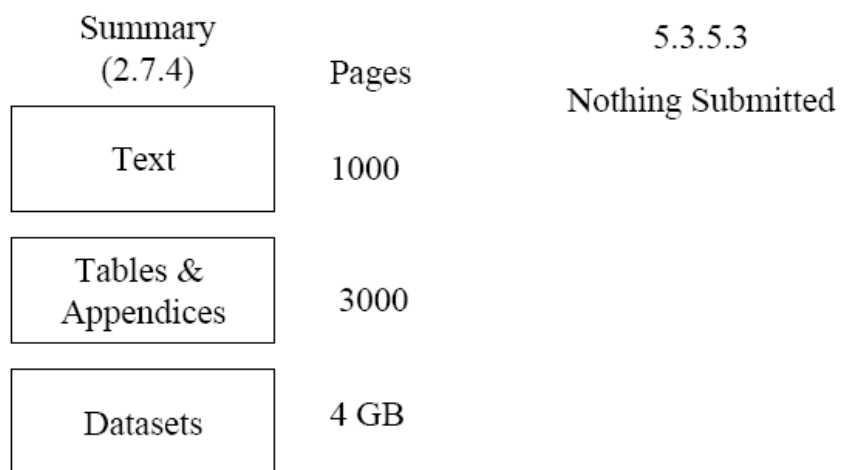 Summary
(2.7.4)
Pages
5.3.5.3
Nothing Submitted
Text
1000
Tables &
Appendices
3000
Datasets
4 GB